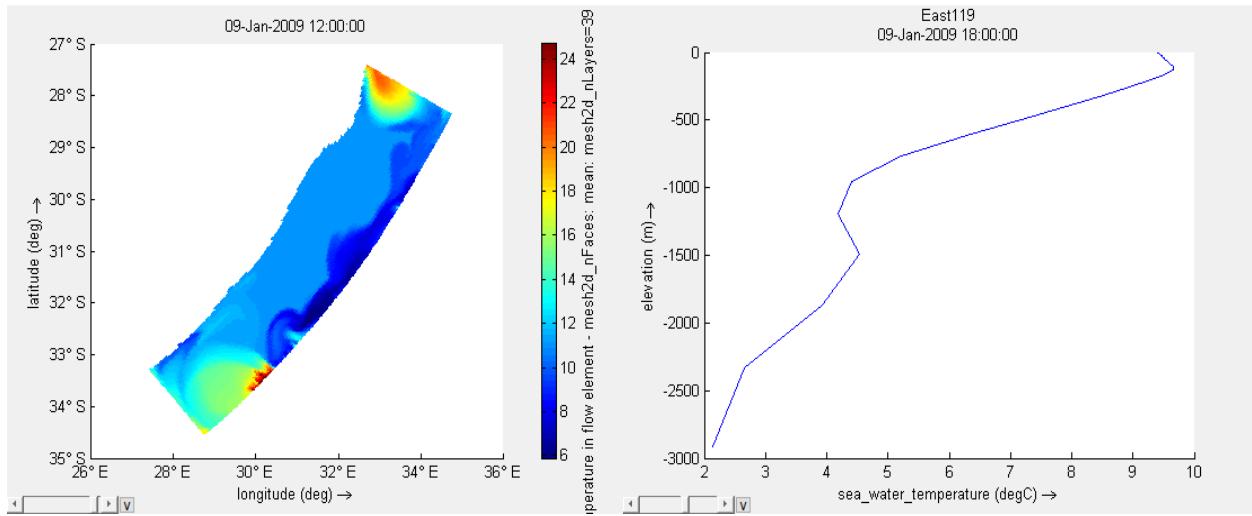 09-Jan-2009 12:00:00
27° S
28° S
29° S
30° S
31° S
32° S
33° S
34° S
35° S
latitude (deg) →
26° E
28° E
30° E
32° E
34° E
36° E
longitude (deg) →
24
22
20
18
16
14
12
10
8
6
perature in flow element - mesh2d_nFaces: mean: mesh2d_nLayers=39
V
East119
09-Jan-2009 18:00:00
0
-500
-1000
-1500
-2000
-2500
-3000
elevation (m) →
2
3
4
5
6
7
8
9
10
sea_water_temperature (degC) →
V